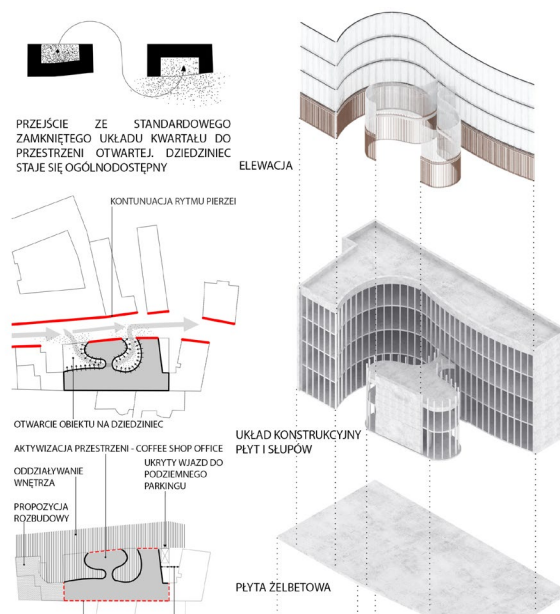 PRZEJŚCIE ZE STANDARDOWEGO
ZAMKNIĘTEGO UKŁADU KWARTAŁU DO
PRZESTRZENI OTWARTEJ. DZIEDZINIEC
STAJE SIĘ OGÓLNODOSTĘPNY
ELEWACJA
KONTUNUACJA RYTMU PIERZEI
OTWARCIE OBIEKTU NA DZIEDZINIEC
UKŁAD KONSTRUKCYJNY
PŁYT I SŁUPÓW
AKTYWIZACJA PRZESTRZENI - COFFEE SHOP OFFICE
ODDZIAŁYWANIE
WNĘTRZA
UKRYTY WJAZD DO
PODZIEMNEGO
PARKINGU
PROPOZYCJA
ROZBUDOWY
PŁYTA ŻELBETOWA